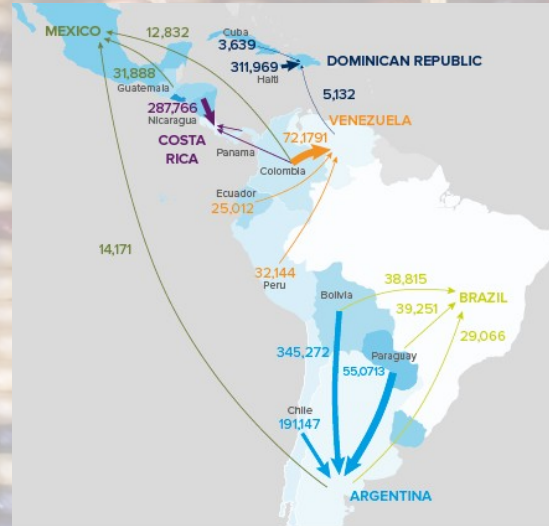 MEXICO
12,832
Cuba
3,639
DOMINICAN REPUBLIC
311,969
Haiti
31,888
Guatemala
5,132
287,766
Nicaragua
VENEZUELA
72,1791
COSTA
RICA
Panama
Colombia
Ecuador
25,012
14,171
32,144
Peru
38,815
Bolivia
39,251
BRAZIL
29,066
345,272
Paraguay
55,0713
Chile
191,147
ARGENTINA